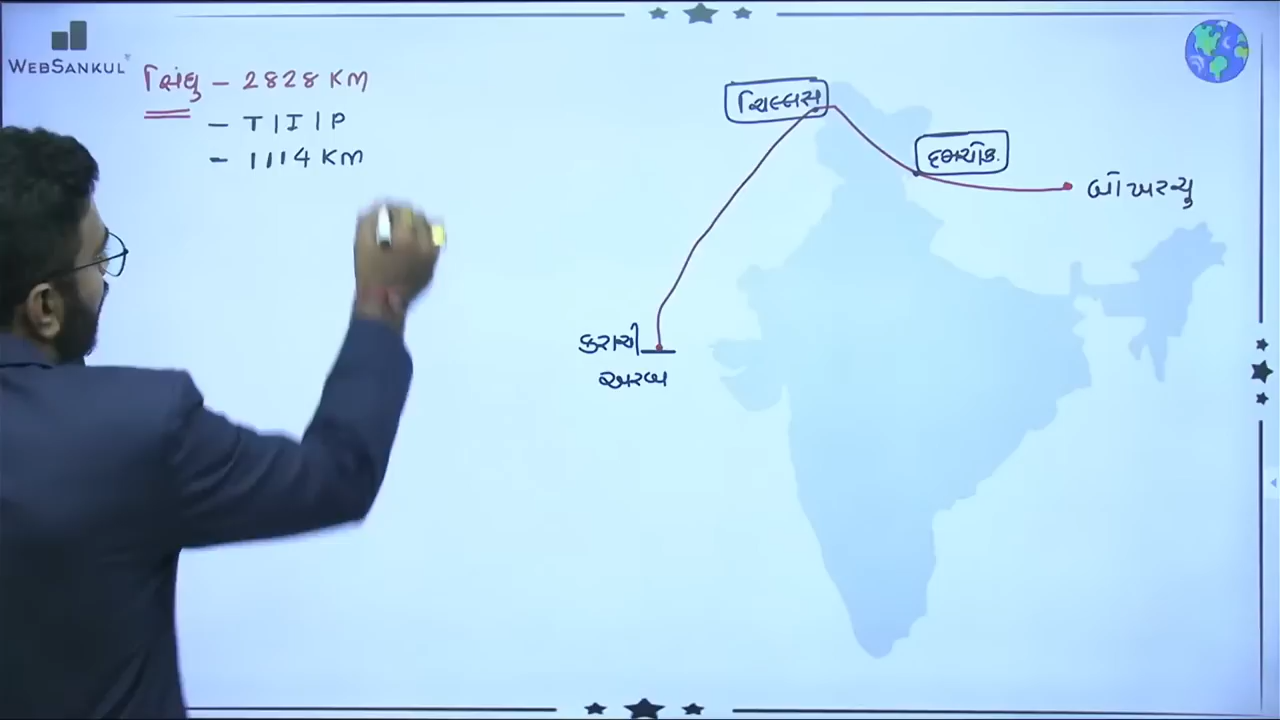 WEBSANKUL
સિંધુ - 2828 KM
- T | I | P
- 1114 KM
ચિલ્લાસ
દમચોક
બોખરચુ
કરાચી
અરબ